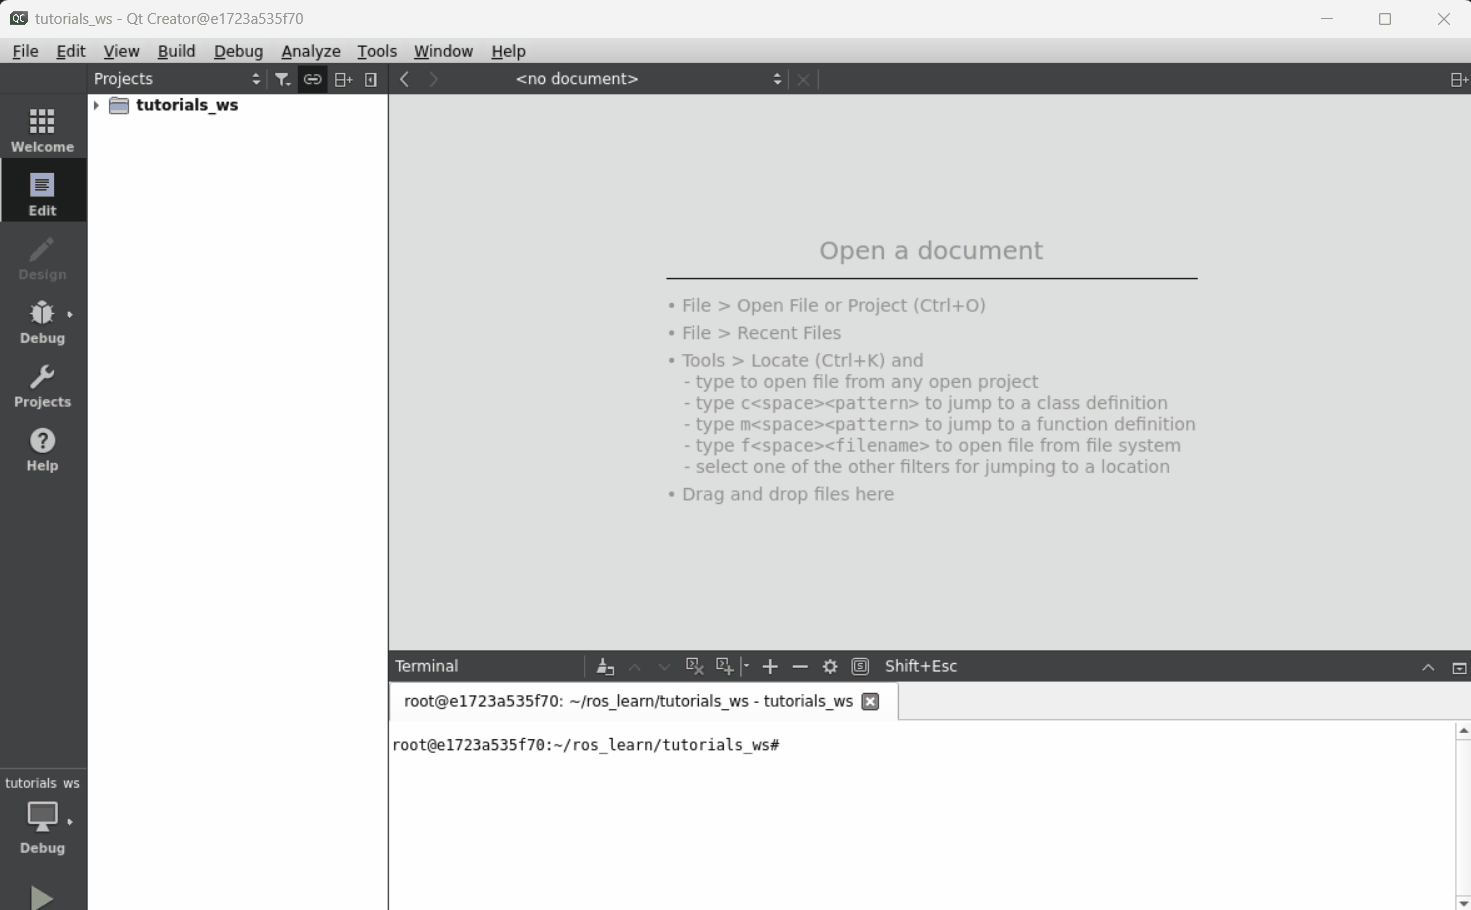 tutorials_ws - Qt Creator@e1723a535f70
File Edit View Build Debug Analyze Tools Window Help
Projects
<no document>
tutorials_ws
Welcome
Edit
Design
Debug
Projects
Help
Open a document
• File > Open File or Project (Ctrl+O)
• File > Recent Files
• Tools > Locate (Ctrl+K) and
- type to open file from any open project
- type c<space><pattern> to jump to a class definition
- type m<space><pattern> to jump to a function definition
- type f<space><filename> to open file from file system
- select one of the other filters for jumping to a location
• Drag and drop files here
Terminal
Shift+Esc
root@e1723a535f70: ~/ros_learn/tutorials_ws - tutorials_ws
root@e1723a535f70:~/ros_learn/tutorials_ws#
tutorials ws
Debug